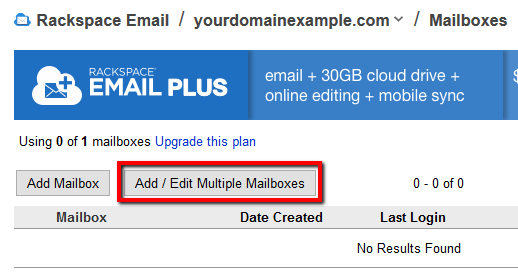 Rackspace Email / yourdomainexample.com / Mailboxes
RACKSPACE®
EMAIL PLUS
email + 30GB cloud drive +
online editing + mobile sync
$
Using 0 of 1 mailboxes Upgrade this plan
Add Mailbox Add / Edit Multiple Mailboxes 0 - 0 of 0
Mailbox Date Created Last Login
No Results Found